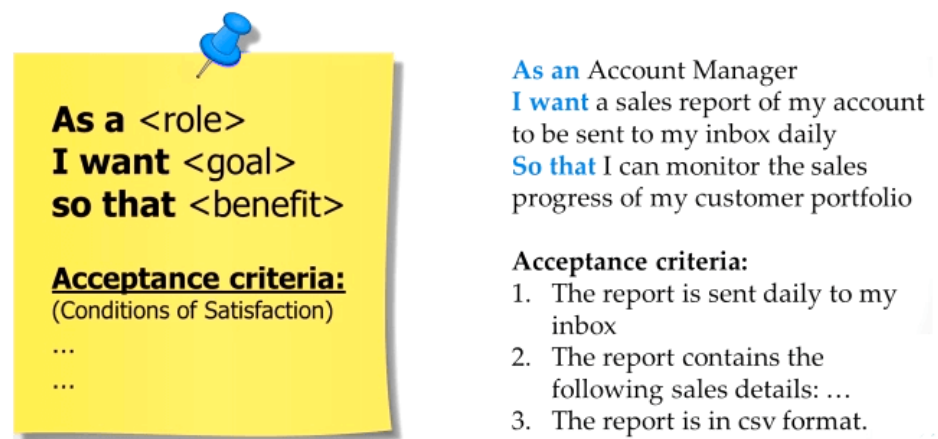 As a <role>
I want <goal>
so that <benefit>
Acceptance criteria:
(Conditions of Satisfaction)
...
...
As an Account Manager
I want a sales report of my account
to be sent to my inbox daily
So that I can monitor the sales
progress of my customer portfolio
Acceptance criteria:
1. The report is sent daily to my
inbox
2. The report contains the
following sales details: ...
3. The report is in csv format.